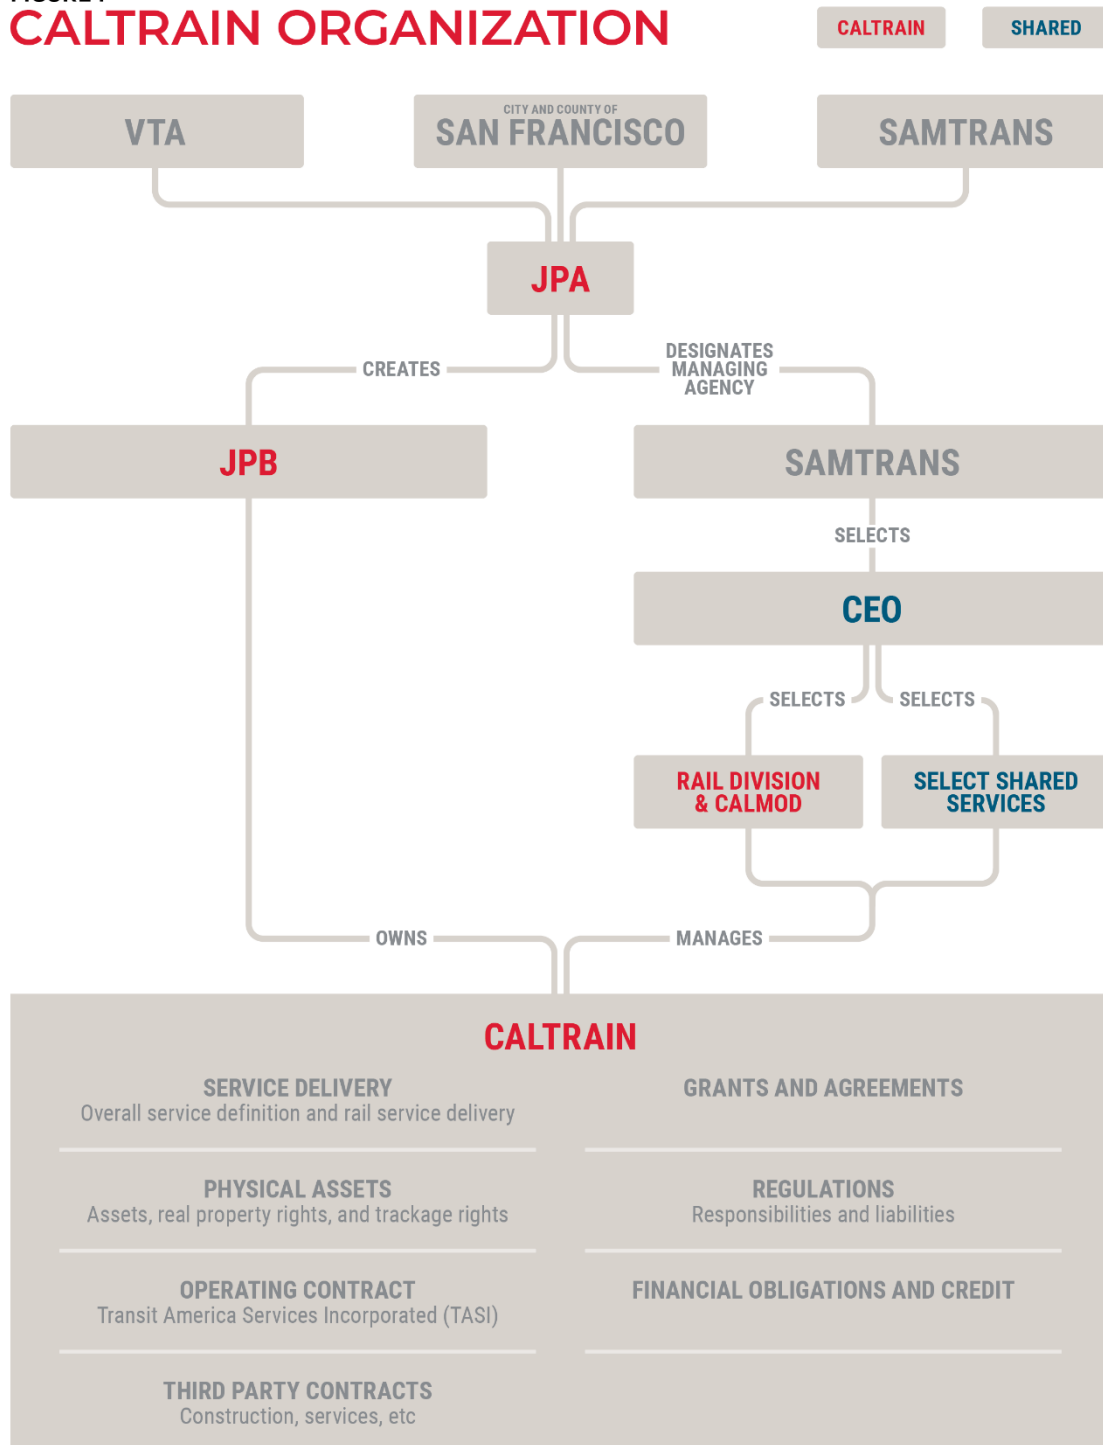 CALTRAIN ORGANIZATION
CALTRAIN
SHARED
VTA
CITY AND COUNTY OF
SAN FRANCISCO
SAMTRANS
JPA
CREATES
DESIGNATES
MANAGING
AGENCY
JPB
SAMTRANS
SELECTS
CEO
SELECTS
SELECTS
RAIL DIVISION
& CALMOD
SELECT SHARED
SERVICES
OWNS
MANAGES
CALTRAIN
SERVICE DELIVERY
Overall service definition and rail service delivery
GRANTS AND AGREEMENTS
PHYSICAL ASSETS
Assets, real property rights, and trackage rights
REGULATIONS
Responsibilities and liabilities
OPERATING CONTRACT
Transit America Services Incorporated (TASI)
FINANCIAL OBLIGATIONS AND CREDIT
THIRD PARTY CONTRACTS
Construction, services, etc